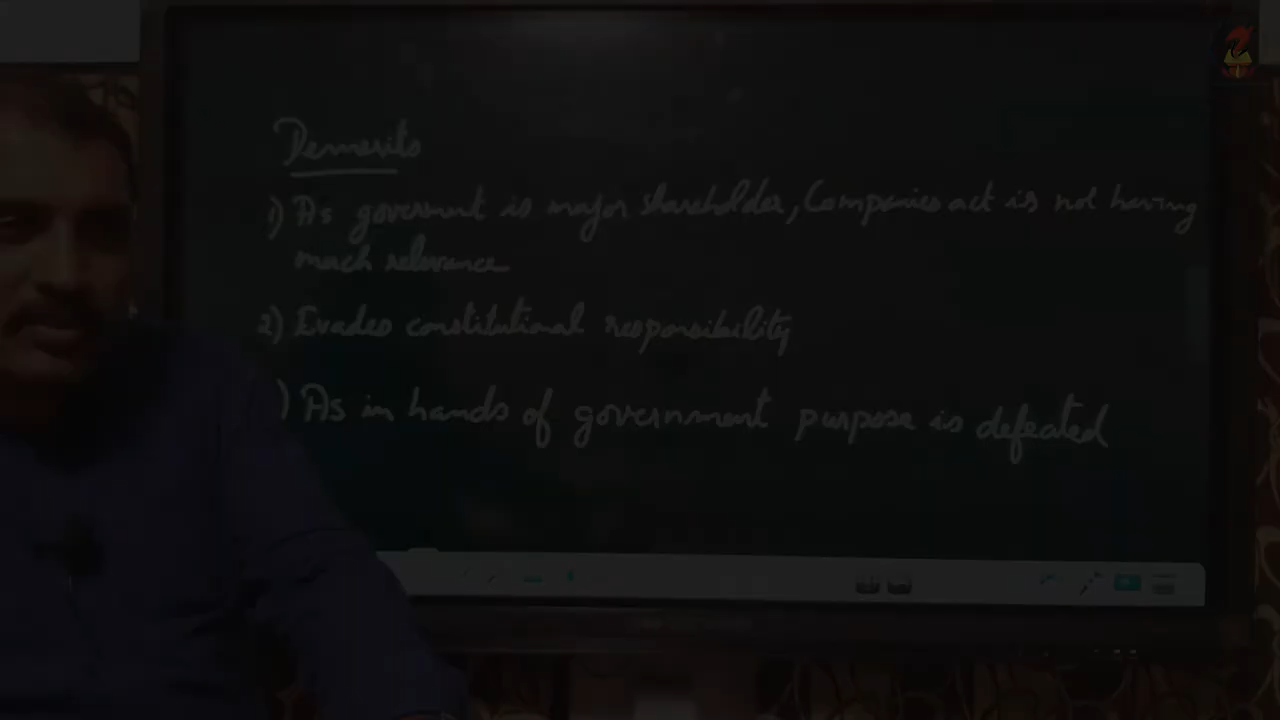 Demerits
1) As goverment is major shareholder, Companies act is not having
much relevance
2) Evades constitutional responsibility
) As in hands of government purpose is defeated